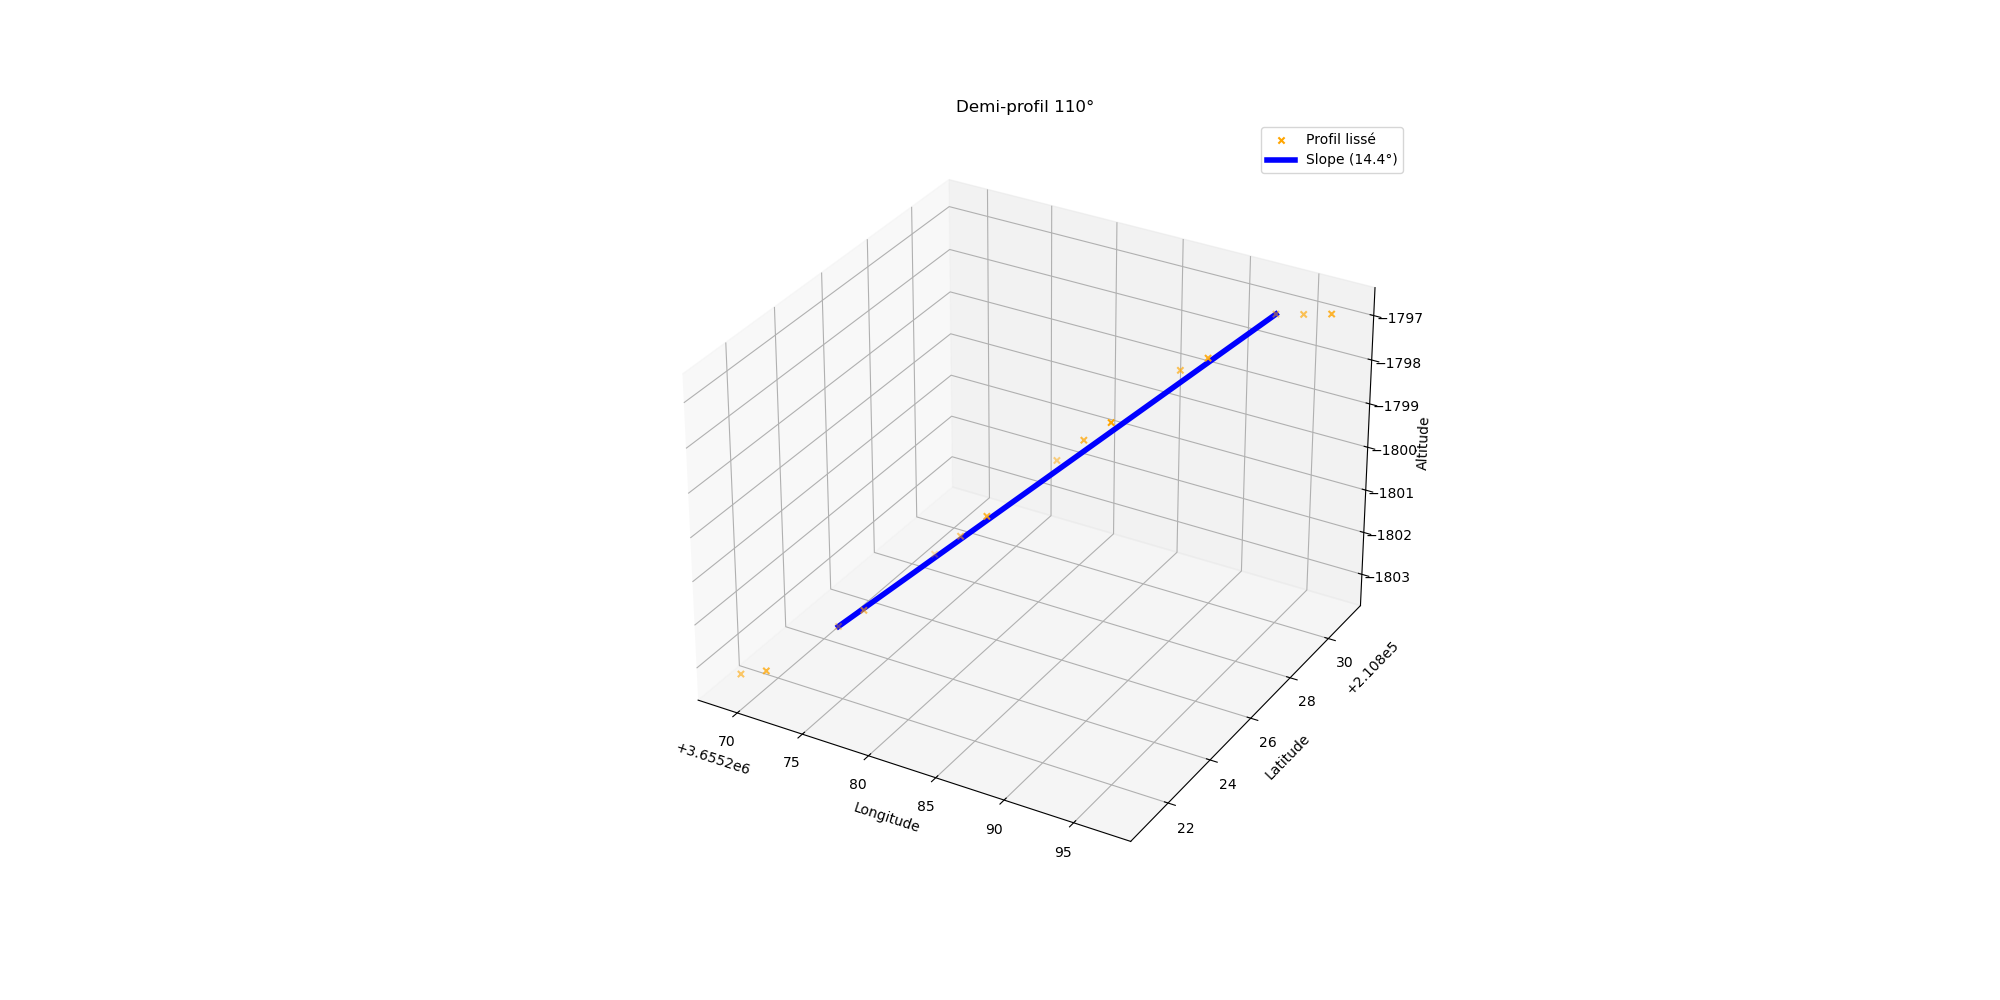 Demi-profil 110°
Profil lissé
Slope (14.4°)
−1797
−1798
−1799
−1800
−1801
−1802
−1803
Altitude
30
28
26
24
22
+2.108e5
Latitude
70
75
80
85
90
95
+3.6552e6
Longitude